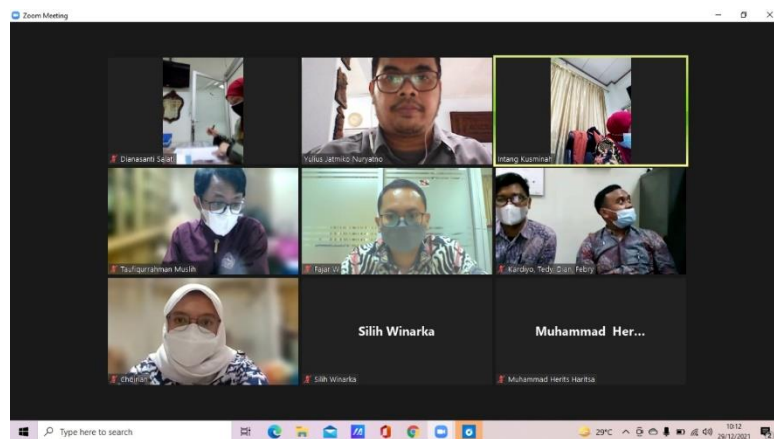 Zoom Meeting
Dianasanti Salati
Yulius Jatmiko Nuryatno
Intang Kusminah
Taufiqurrahman Muslih
Fajar W
Kardiyo, Tedy, Dian, Febry
Silih Winarka
Muhammad Her...
Silih Winarka
Muhammad Herits Haritsa
Type here to search
29°C
10:12
29/12/2021